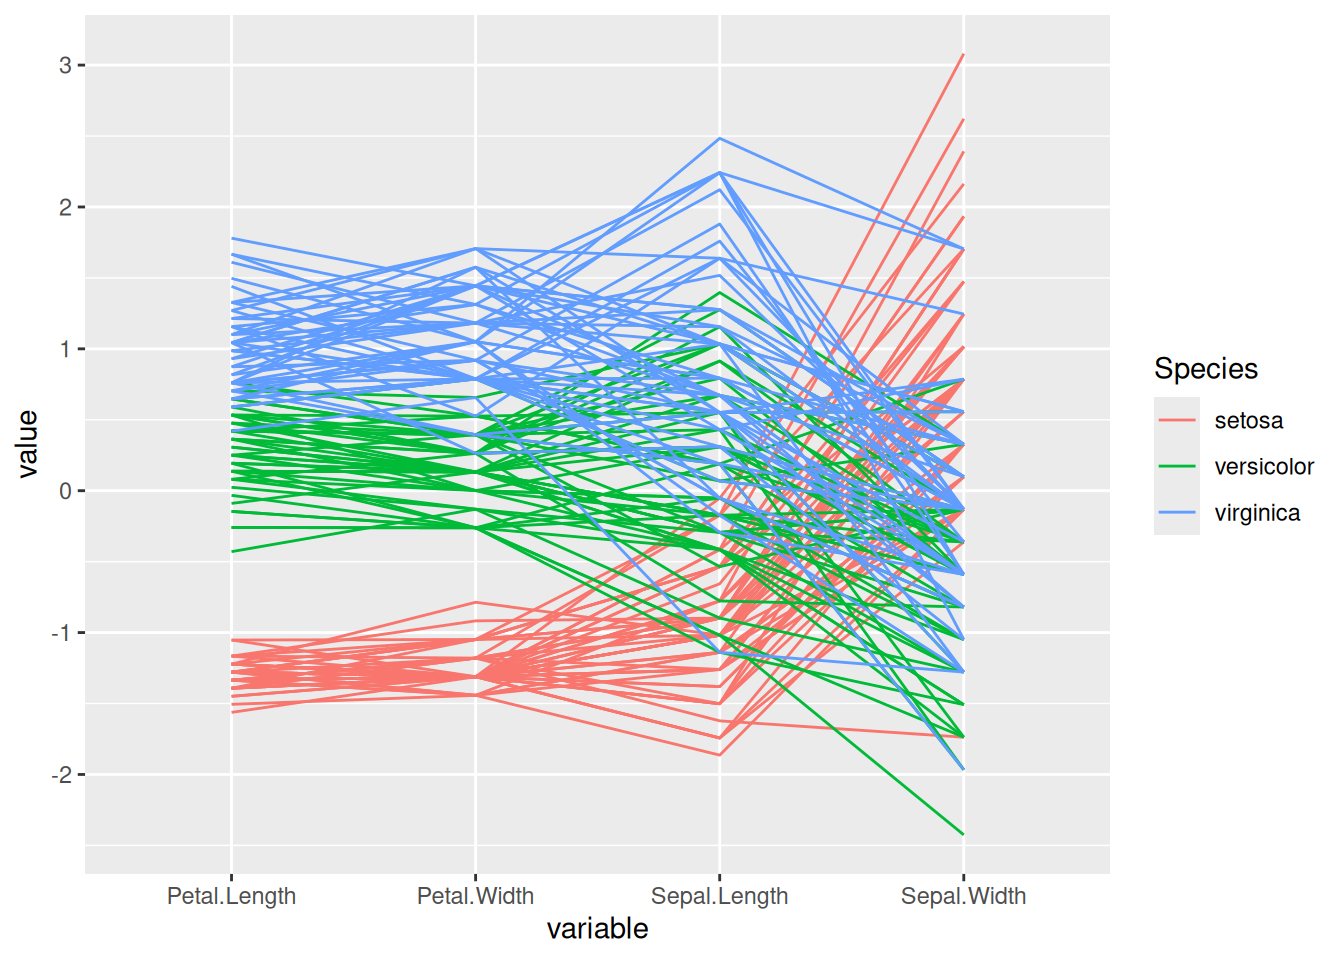 3
2
1
0
-1
-2
value
Petal.Length
Petal.Width
Sepal.Length
Sepal.Width
variable
Species
setosa
versicolor
virginica